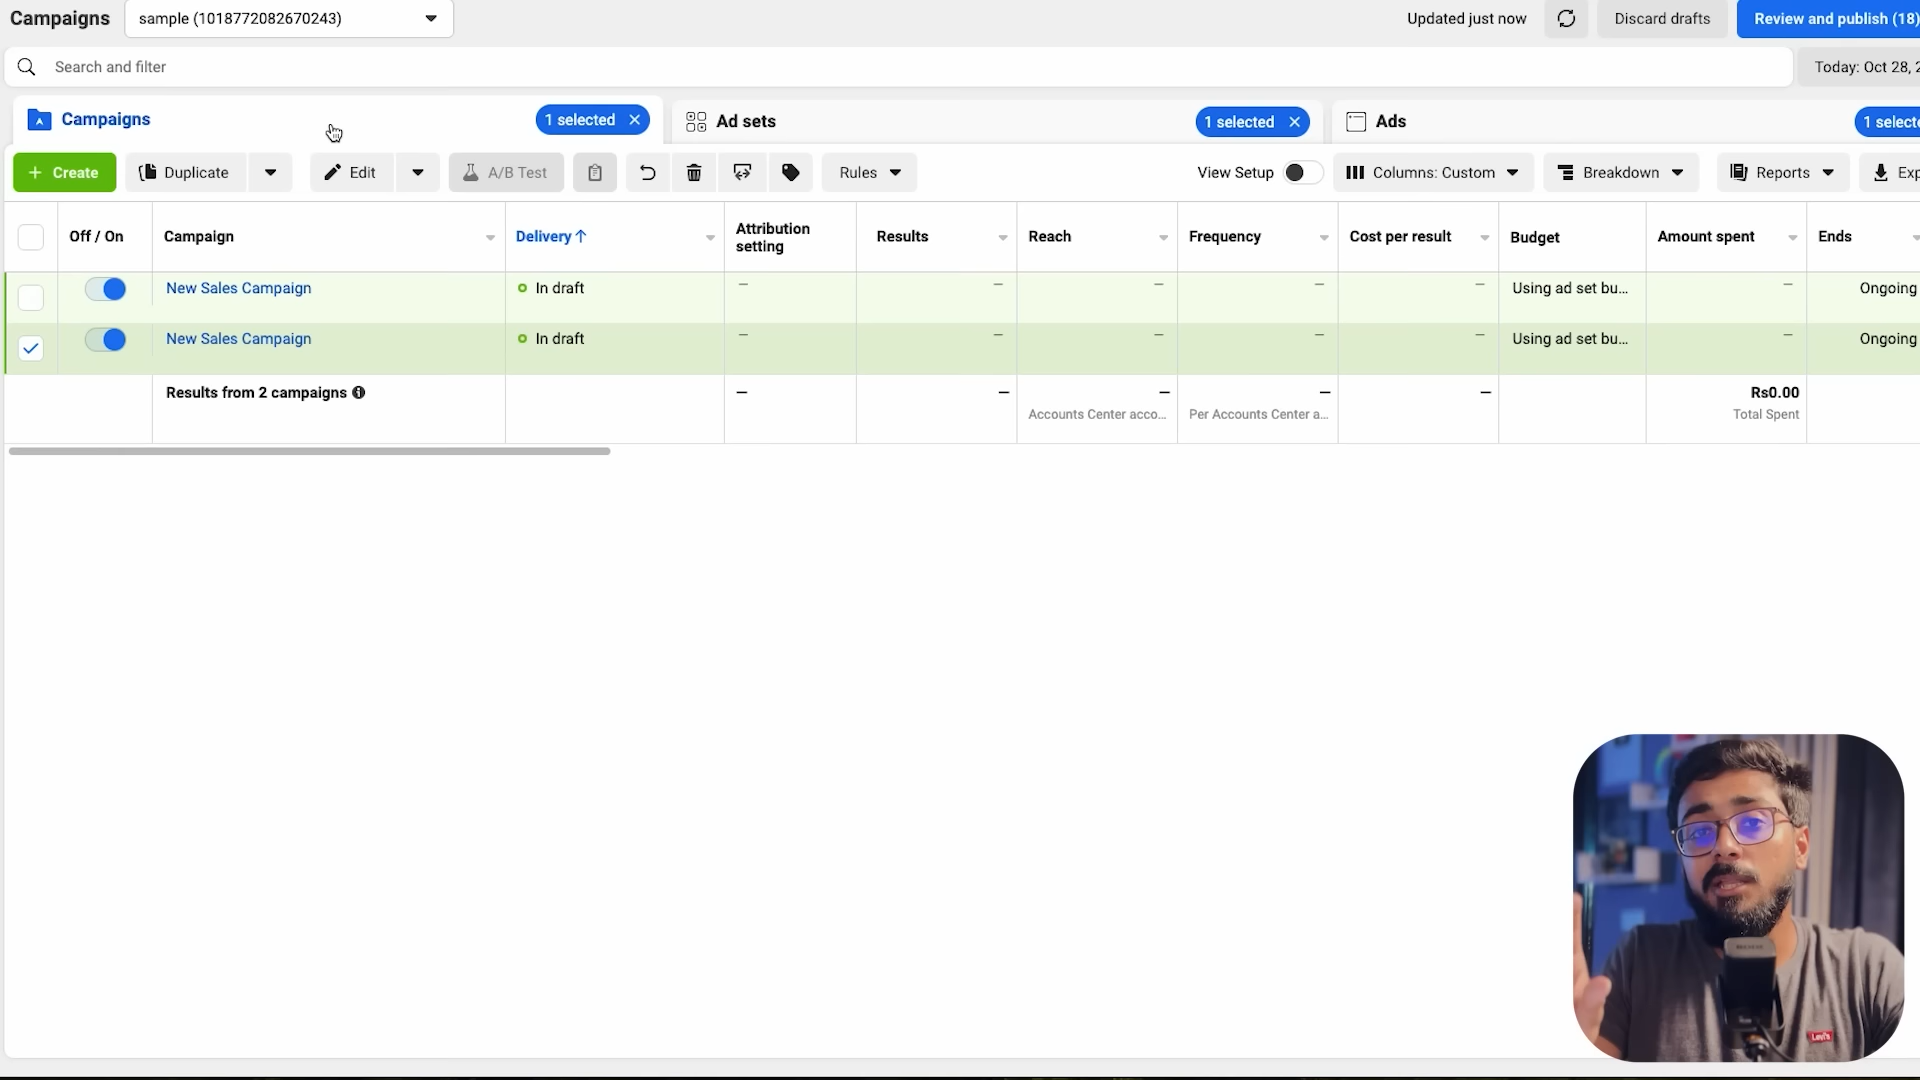 Campaigns
sample (1018772082670243)
Updated just now
Discard drafts
Review and publish (18)
Search and filter
Today: Oct 28, 2
Campaigns
1 selected
Ad sets
1 selected
Ads
1 selecte
+ Create
Duplicate
Edit
A/B Test
Rules
View Setup
Columns: Custom
Breakdown
Reports
Exp
Off / On
Campaign
Delivery ↑
Attribution
setting
Results
Reach
Frequency
Cost per result
Budget
Amount spent
Ends
New Sales Campaign
In draft
—
—
—
—
—
Using ad set bu...
—
Ongoing
New Sales Campaign
In draft
—
—
—
—
—
Using ad set bu...
—
Ongoing
Results from 2 campaigns
—
—
—
—
—
Rs0.00
Accounts Center acco...
Per Accounts Center a...
Total Spent
Levi's